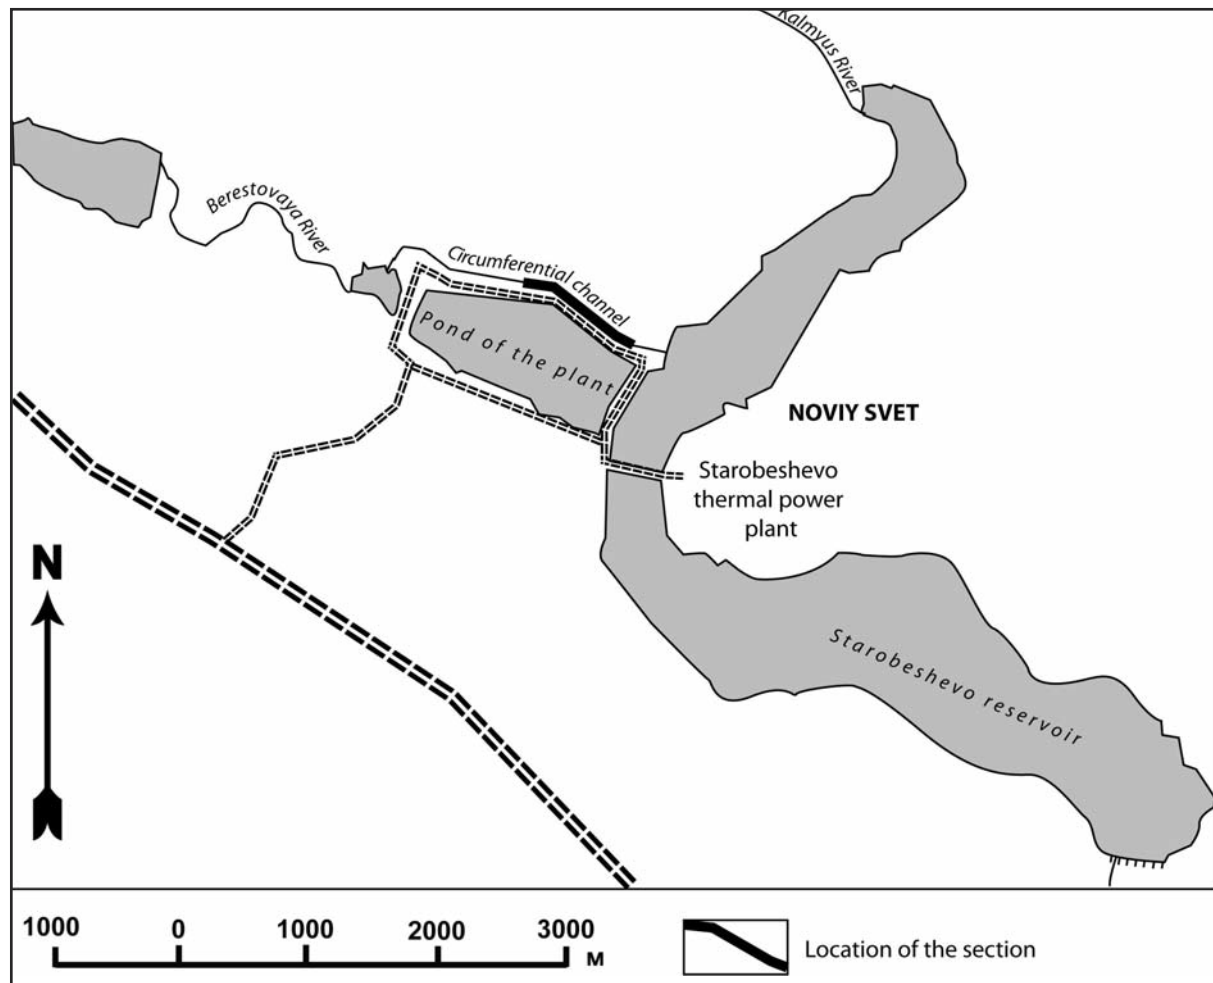 Kalmyus River
Berestovaya River
Circumferential channel
Pond of the plant
NOVIY SVET
Starobeshevo
thermal power
plant
N
Starobeshevo reservoir
1000 0 1000 2000 3000
М
Location of the section